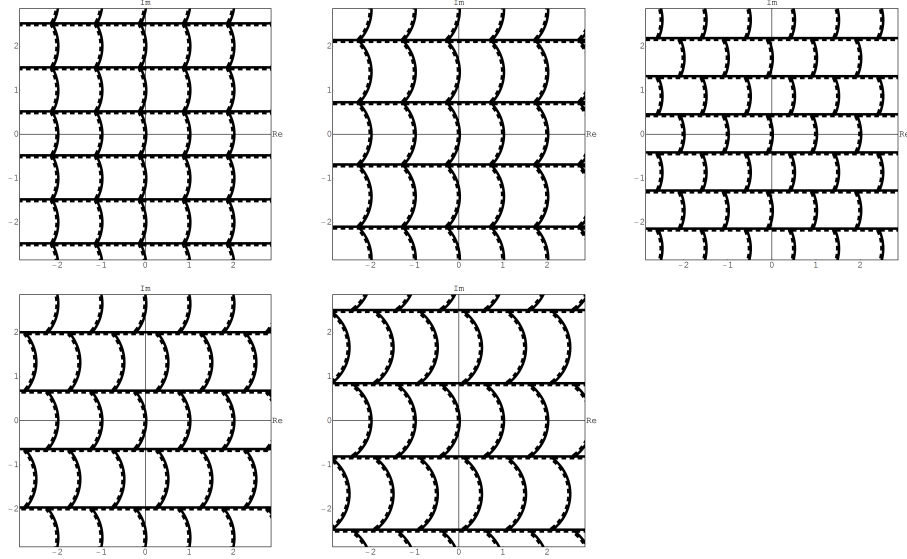 Im Im Im
2 2 2
1 1 1
0 Re 0 Re 0 Re
-1 -1 -1
-2 -2 -2
-2 -1 0 1 2 -2 -1 0 1 2 -2 -1 0 1 2
Im Im
2 2
1 1
0 Re 0 Re
-1 -1
-2 -2
-2 -1 0 1 2 -2 -1 0 1 2